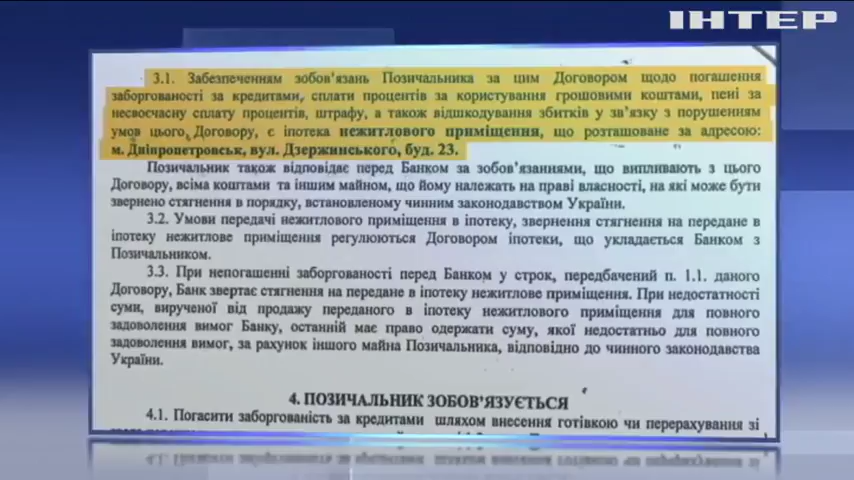 ІНТЕР
3.1. Забезпеченням зобов'язань Позичальника за цим Договором щодо погашення
заборгованості за кредитами, сплати процентів за користування грошовими коштами, пені за
несвоєчасну сплату процентів, штрафу, а також відшкодування збитків у зв'язку з порушенням
умов цього Договору, є іпотека нежитлового приміщення, що розташоване за адресою:
м. Дніпропетровськ, вул. Дзержинського, буд. 23.
Позичальник також відповідає перед Банком за зобов'язаннями, що випливають з цього
Договору, всіма коштами та іншим майном, що йому належать на праві власності, на які може бути
звернено стягнення в порядку, встановленому чинним законодавством України.
3.2. Умови передачі нежитлового приміщення в іпотеку, звернення стягнення на передане в
іпотеку нежитлове приміщення регулюються Договором іпотеки, що укладається Банком з
Позичальником.
3.3. При непогашенні заборгованості перед Банком у строк, передбачений п. 1.1. даного
Договору, Банк звертає стягнення на передане в іпотеку нежитлове приміщення. При недостатності
суми, вирученої від продажу переданого в іпотеку нежитлового приміщення для повного
задоволення вимог Банку, останній має право одержати суму, якої недостатньо для повного
задоволення вимог, за рахунок іншого майна Позичальника, відповідно до чинного законодавства
України.
4. ПОЗИЧАЛЬНИК ЗОБОВ'ЯЗУЄТЬСЯ
4.1. Погасити заборгованість за кредитами шляхом внесення готівкою чи перерахування зі